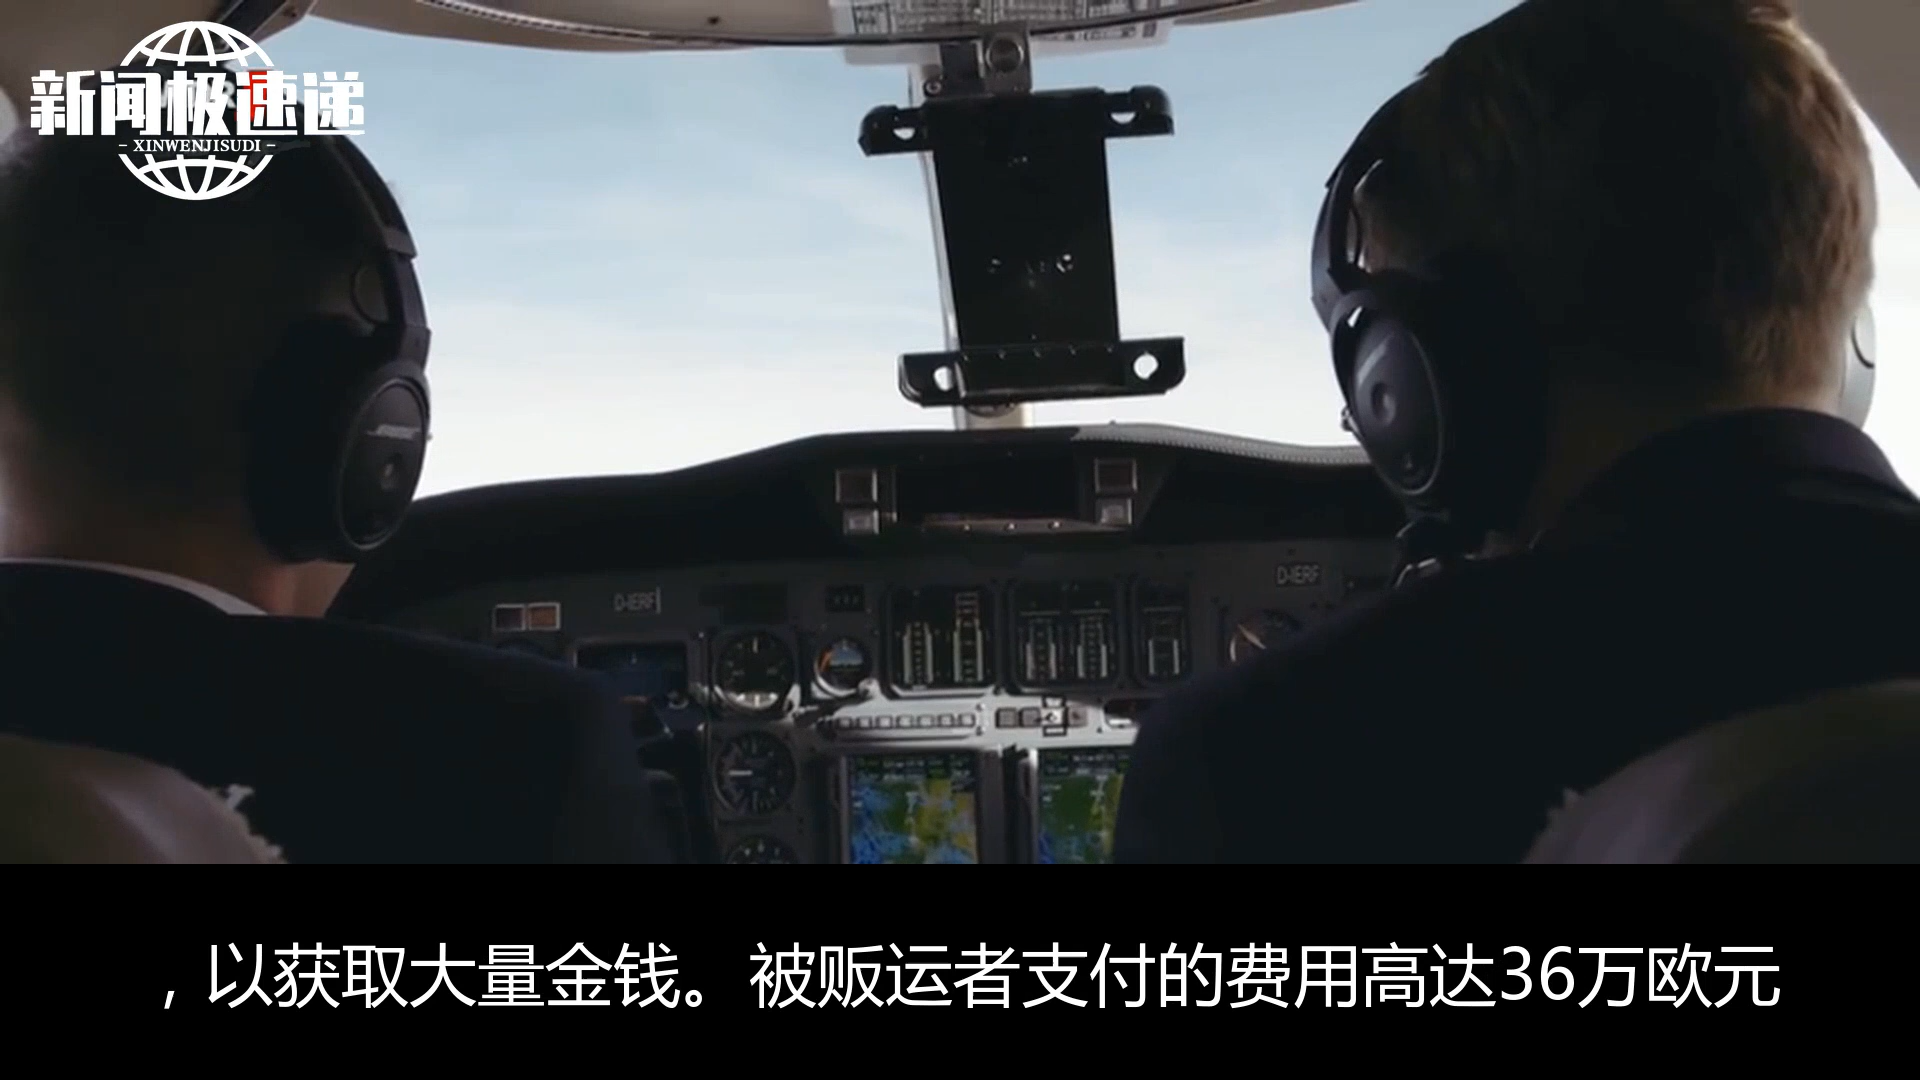 新闻极速递
- XINWENJISUDI -
D-IERF
D-IERF
，以获取大量金钱。被贩运者支付的费用高达36万欧元